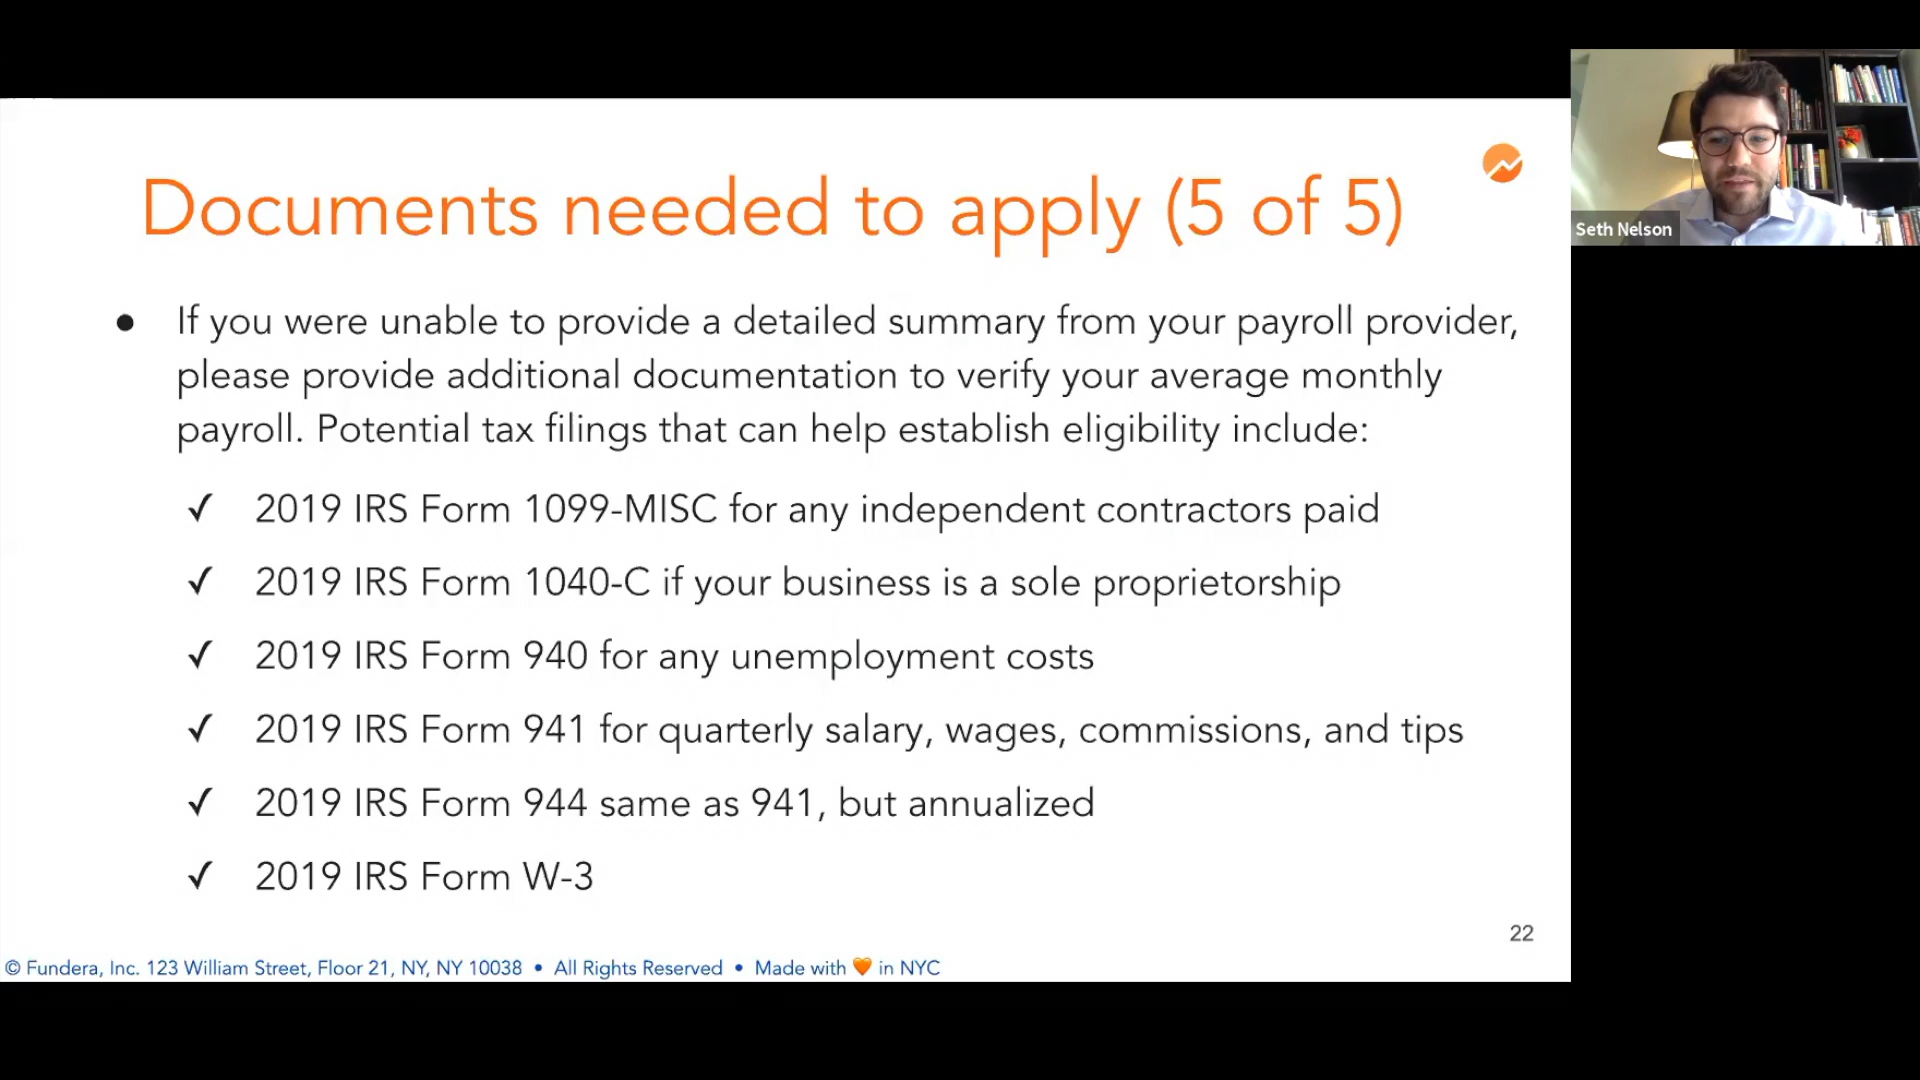 Documents needed to apply (5 of 5)
● If you were unable to provide a detailed summary from your payroll provider,
please provide additional documentation to verify your average monthly
payroll. Potential tax filings that can help establish eligibility include:
✓ 2019 IRS Form 1099-MISC for any independent contractors paid
✓ 2019 IRS Form 1040-C if your business is a sole proprietorship
✓ 2019 IRS Form 940 for any unemployment costs
✓ 2019 IRS Form 941 for quarterly salary, wages, commissions, and tips
✓ 2019 IRS Form 944 same as 941, but annualized
✓ 2019 IRS Form W-3
22
© Fundera, Inc. 123 William Street, Floor 21, NY, NY 10038 • All Rights Reserved • Made with 🧡 in NYC
Seth Nelson